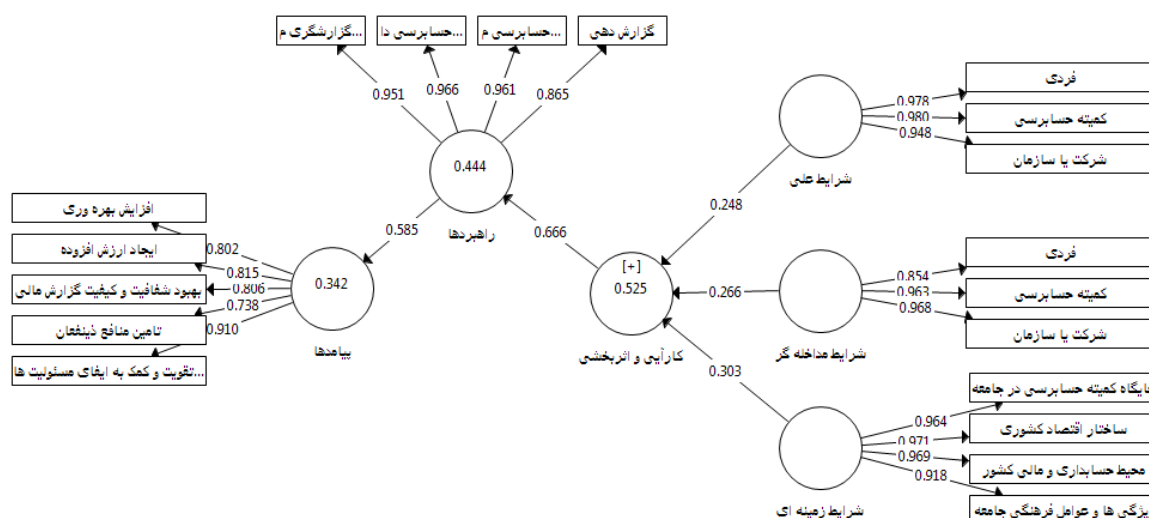 گزارشگری م...
حسابرسی دا...
حسابرسی م...
گزارش دهی
0.951
0.966
0.961
0.865
0.444
راهبردها
فردی
کمیته حسابرسی
شرکت یا سازمان
0.978
0.980
0.948
شرایط علی
افزایش بهره وری
ایجاد ارزش افزوده
بهبود شفافیت و کیفیت گزارش مالی
تامین منافع ذینفعان
تقویت و کمک به ایفای مسئولیت ها...
0.802
0.815
0.806
0.738
0.910
0.342
پیامدها
0.585
0.666
0.248
0.266
0.303
[+]
0.525
کارآیی و اثربخشی
فردی
کمیته حسابرسی
شرکت یا سازمان
0.854
0.963
0.968
شرایط مداخله گر
جایگاه کمیته حسابرسی در جامعه
ساختار اقتصاد کشوری
محیط حسابداری و مالی کشور
ویژگی ها و عوامل فرهنگی جامعه
0.964
0.971
0.969
0.918
شرایط زمینه ای